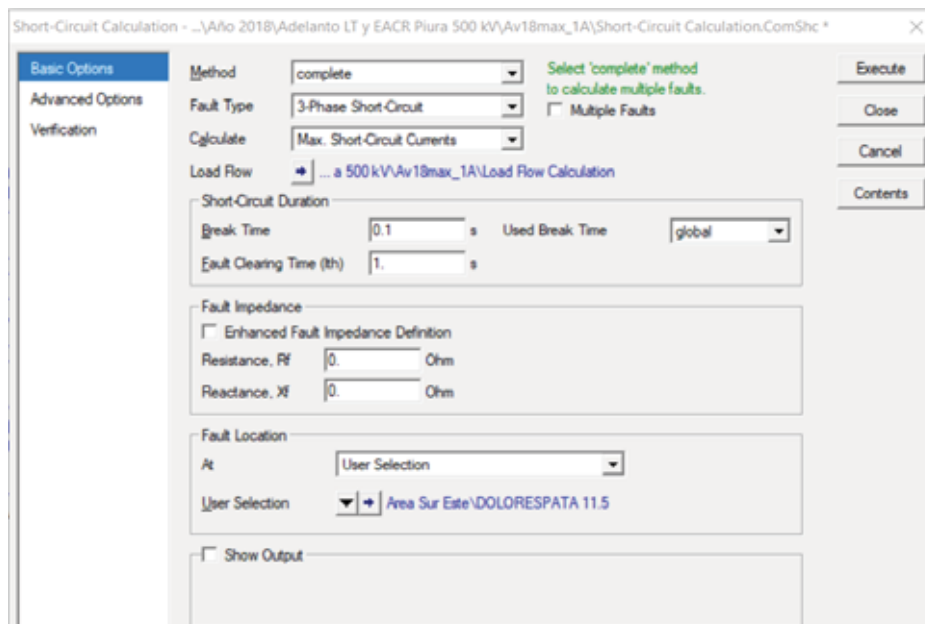 Short-Circuit Calculation - ...\Año 2018\Adelanto LT y EACR Piura 500 kV\Av18max_1A\Short-Circuit Calculation.ComShc *
Basic Options
Advanced Options
Verification
Method complete
Select 'complete' method
to calculate multiple faults.
Fault Type 3-Phase Short-Circuit
Multiple Faults
Calculate Max. Short-Circuit Currents
Load Flow ... a 500 kV\Av18max_1A\Load Flow Calculation
Short-Circuit Duration
Break Time 0.1 s Used Break Time global
Fault Clearing Time (Ith) 1. s
Fault Impedance
Enhanced Fault Impedance Definition
Resistance, Rf 0. Ohm
Reactance, Xf 0. Ohm
Fault Location
At User Selection
User Selection Area Sur Este\DOLORESPATA 11.5
Show Output
Execute
Close
Cancel
Contents